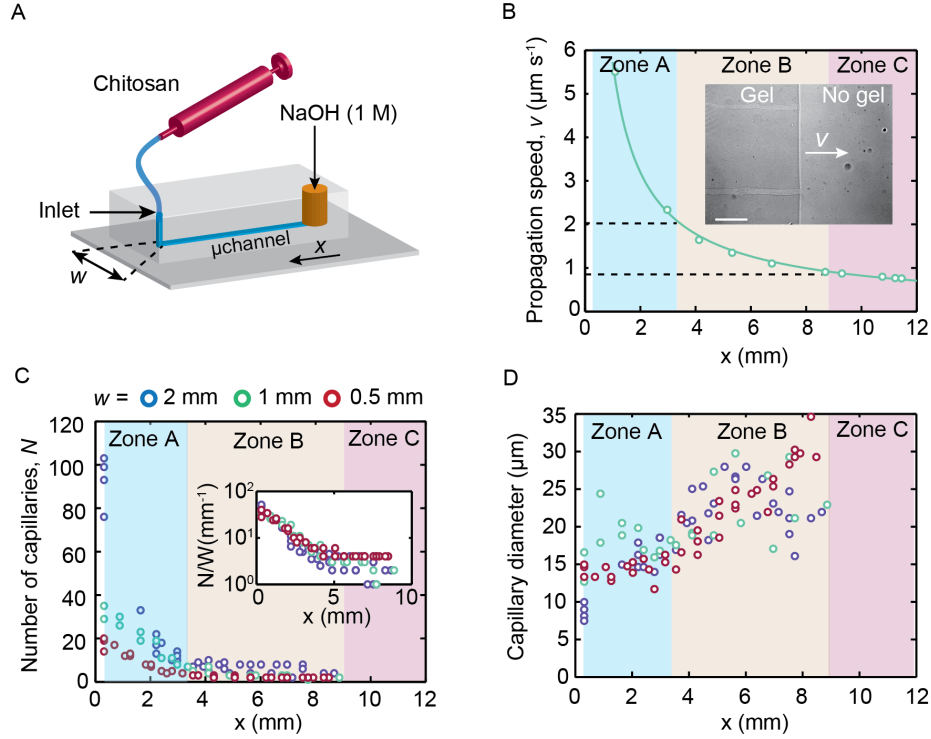 A
Chitosan
NaOH (1 M)
Inlet
µchannel
x
w
B
Propagation speed, v (µm s⁻¹)
6
5
4
3
2
1
0
Zone A
Zone B
Zone C
Gel
No gel
v
0 2 4 6 8 10 12
x (mm)
C
w = 2 mm 1 mm 0.5 mm
Number of capillaries, N
120
100
80
60
40
20
0
Zone A
Zone B
Zone C
N/W(mm⁻¹)
10²
10¹
10⁰
0 5 10
x (mm)
0 2 4 6 8 10 12
x (mm)
D
Capillary diameter (µm)
35
30
25
20
15
10
5
0
Zone A
Zone B
Zone C
0 2 4 6 8 10 12
x (mm)